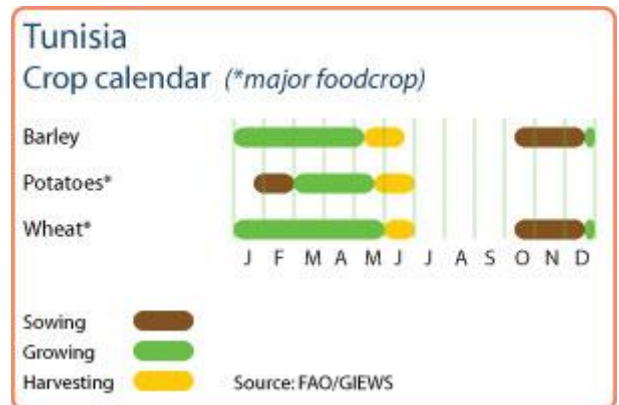 Tunisia
Crop calendar (*major foodcrop)
Barley
Potatoes*
Wheat*
J F M A M J J A S O N D
Sowing
Growing
Harvesting
Source: FAO/GIEWS